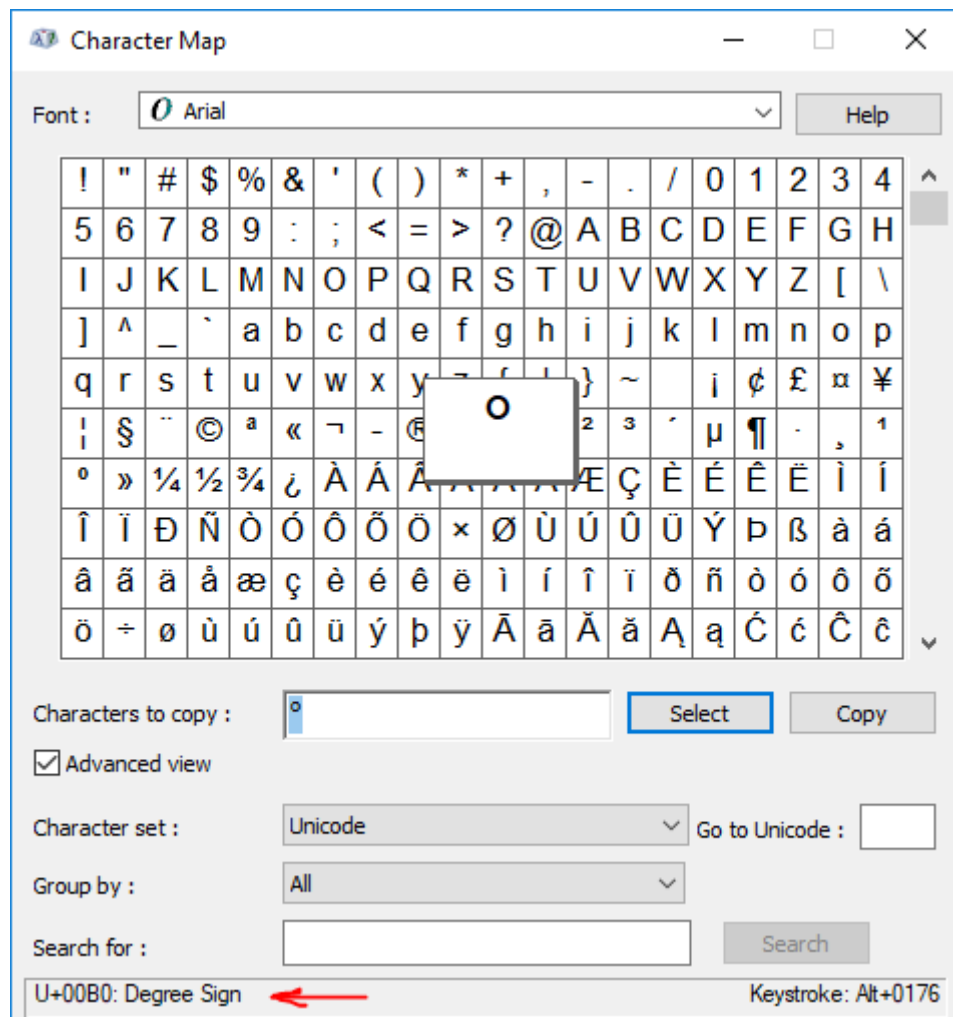 Character Map
Font : O Arial Help
! " # $ % & ' ( ) * + , - . / 0 1 2 3 4
5 6 7 8 9 : ; < = > ? @ A B C D E F G H
I J K L M N O P Q R S T U V W X Y Z [ \
] ^ _ ` a b c d e f g h i j k l m n o p
q r s t u v w x y } ~ ¡ ¢ £ ¤ ¥
¦ § ¨ © ª « ¬ - ® ° ² ³ ´ µ ¶ · ¸ ¹
º » ¼ ½ ¾ ¿ À Á Â Æ Ç È É Ê Ë Ì Í
Î Ï Ð Ñ Ò Ó Ô Õ Ö × Ø Ù Ú Û Ü Ý Þ ß à á
â ã ä å æ ç è é ê ë ì í î ï ð ñ ò ó ô õ
ö ÷ ø ù ú û ü ý þ ÿ Ā ā Ă ă Ą ą Ć ć Ĉ ĉ
Characters to copy : ° Select Copy
Advanced view
Character set : Unicode Go to Unicode :
Group by : All
Search for : Search
U+00B0: Degree Sign Keystroke: Alt+0176